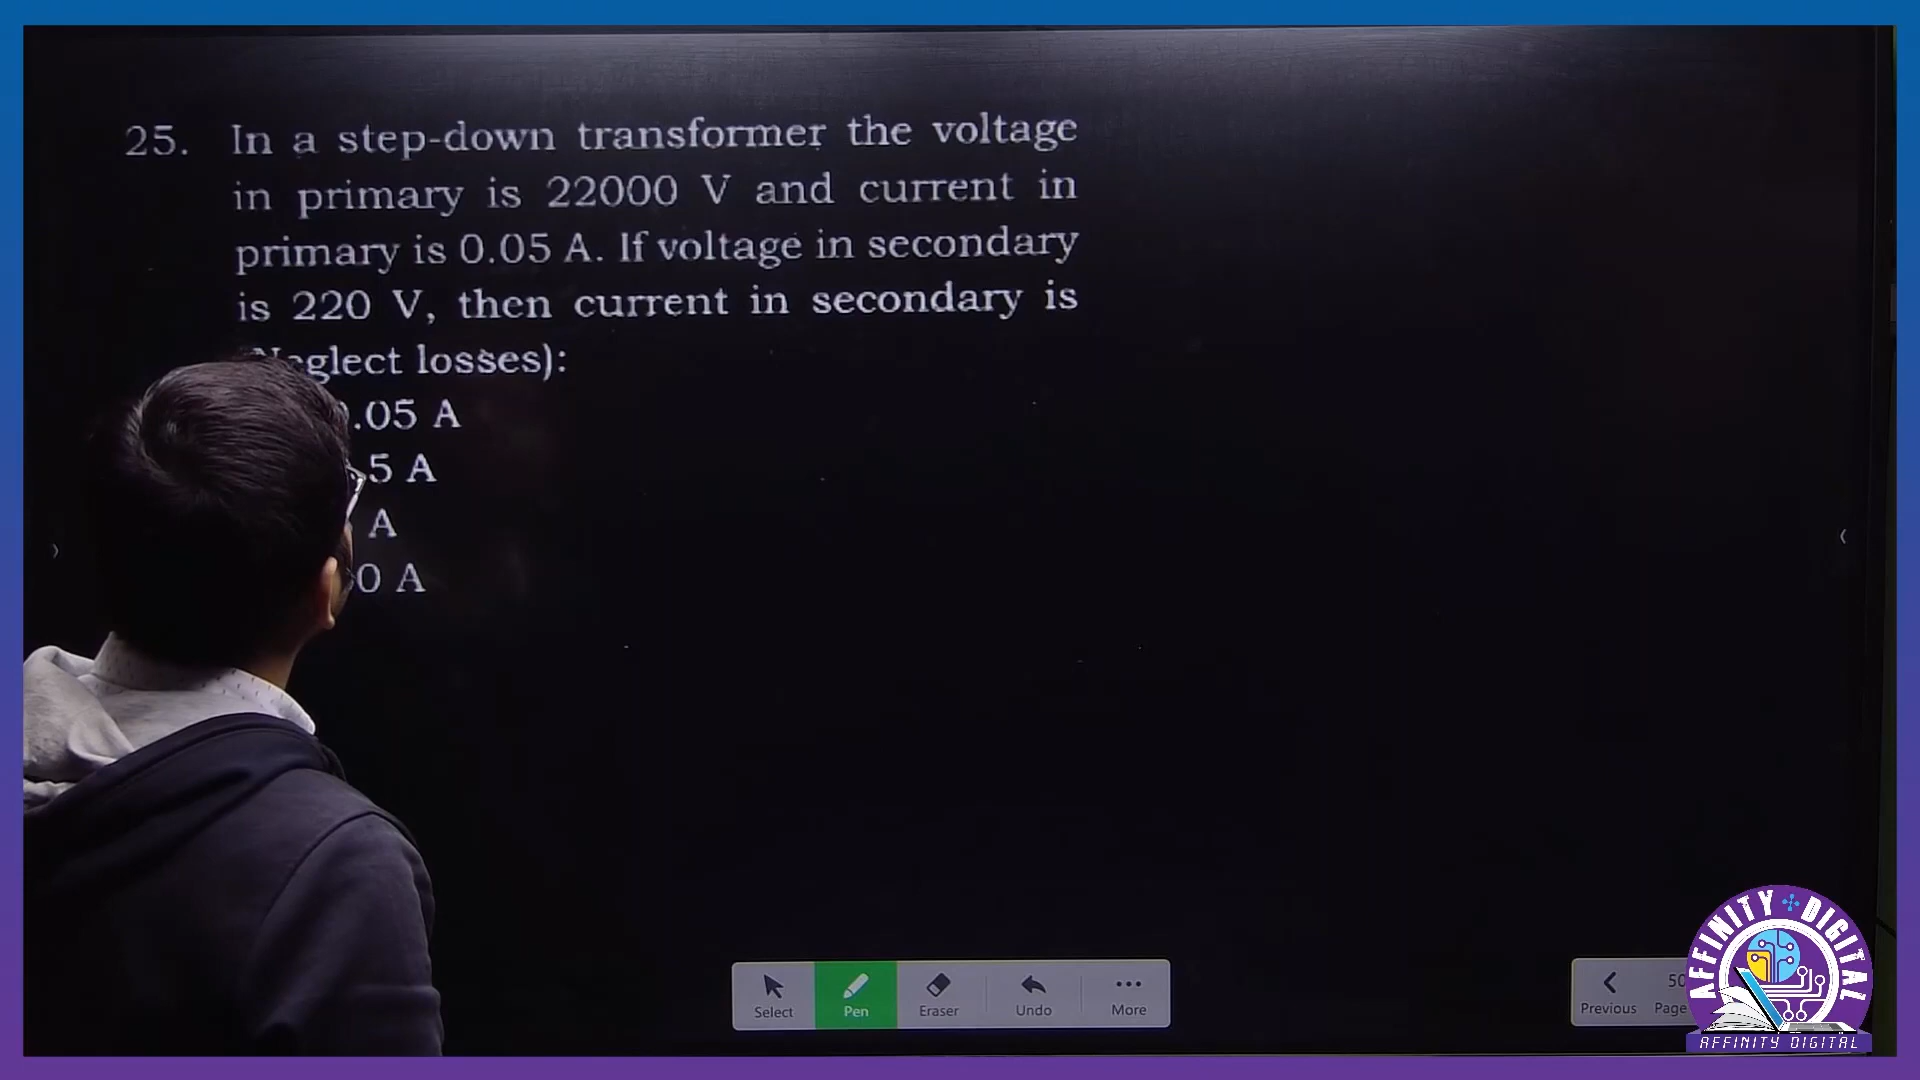 25. In a step-down transformer the voltage
in primary is 22000 V and current in
primary is 0.05 A. If voltage in secondary
is 220 V, then current in secondary is
Neglect losses):
.05 A
.5 A
A
0 A
Select
Pen
Eraser
Undo
More
Previous
50
Page
AFFINITY DIGITAL
AFFINITY DIGITAL